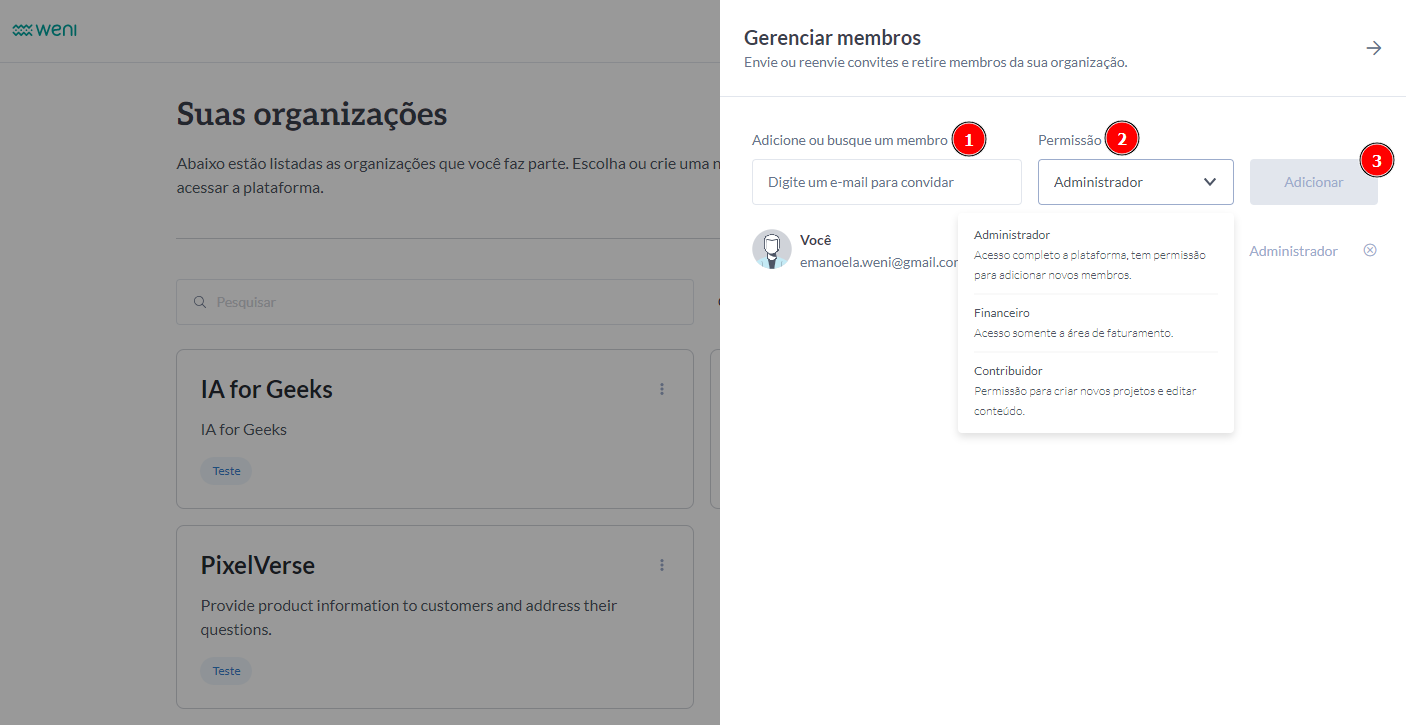 weni
Suas organizações
Abaixo estão listadas as organizações que você faz parte. Escolha ou crie uma n
acessar a plataforma.
Pesquisar
IA for Geeks
IA for Geeks
Teste
PixelVerse
Provide product information to customers and address their
questions.
Teste
Gerenciar membros
Envie ou reenvie convites e retire membros da sua organização.
Adicione ou busque um membro 1
Permissão 2
3
Digite um e-mail para convidar
Administrador
Adicionar
Você
emanoela.weni@gmail.com
Administrador
Administrador
Acesso completo a plataforma, tem permissão
para adicionar novos membros.
Financeiro
Acesso somente a área de faturamento.
Contribuidor
Permissão para criar novos projetos e editar
conteúdo.